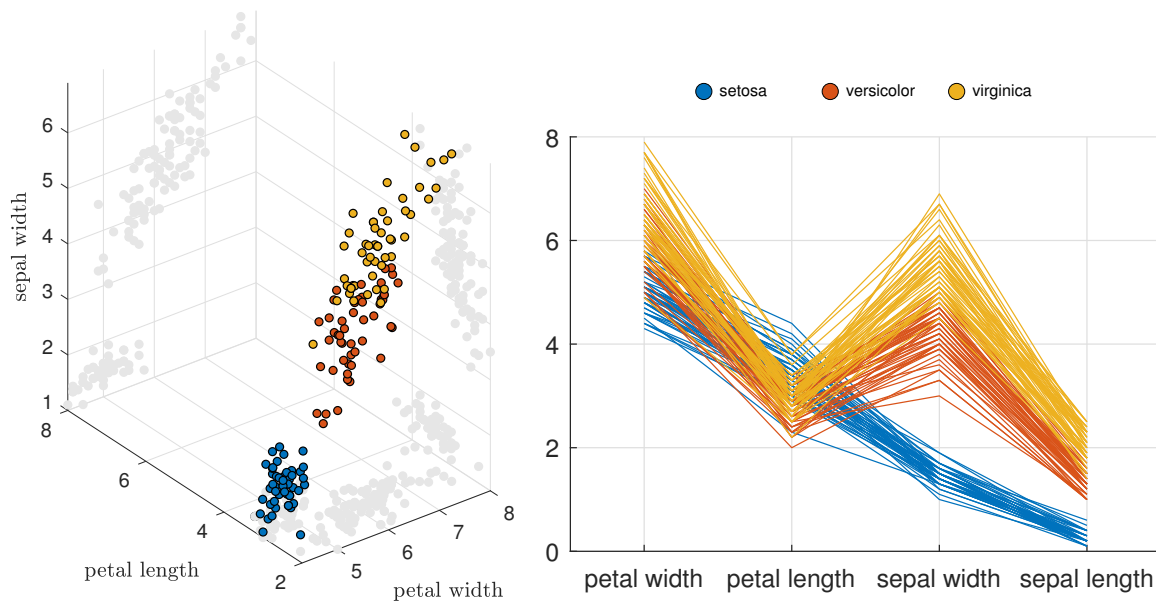 6
5
4
3
2
1
8
6
4
2
5
6
7
8
sepal width
petal length
petal width
setosa
versicolor
virginica
8
6
4
2
0
petal width
petal length
sepal width
sepal length